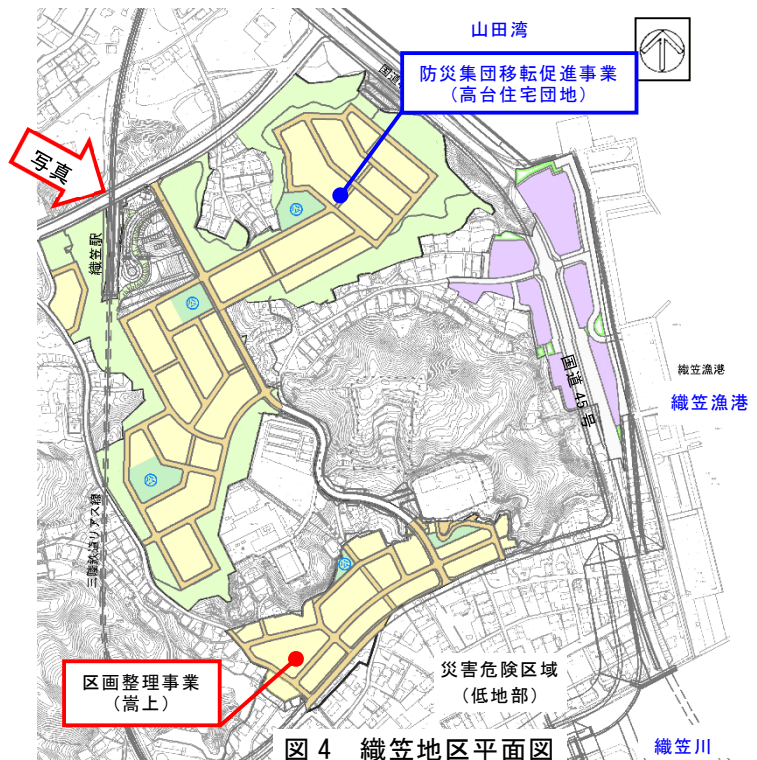 山田湾
防災集団移転促進事業
（高台住宅団地）
写真
織笠駅
国道45号
織笠漁港
織笠漁港
三陸鉄道リアス線
区画整理事業
（嵩上）
災害危険区域
（低地部）
図4 織笠地区平面図
織笠川